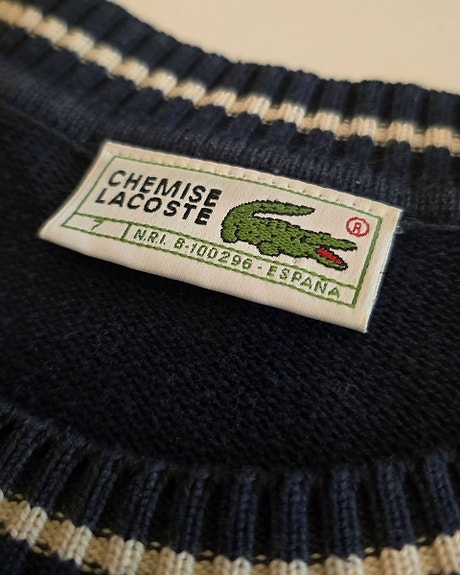 CHEMISE
LACOSTE
®
7 N.R.I. 8-100296-ESPAÑA